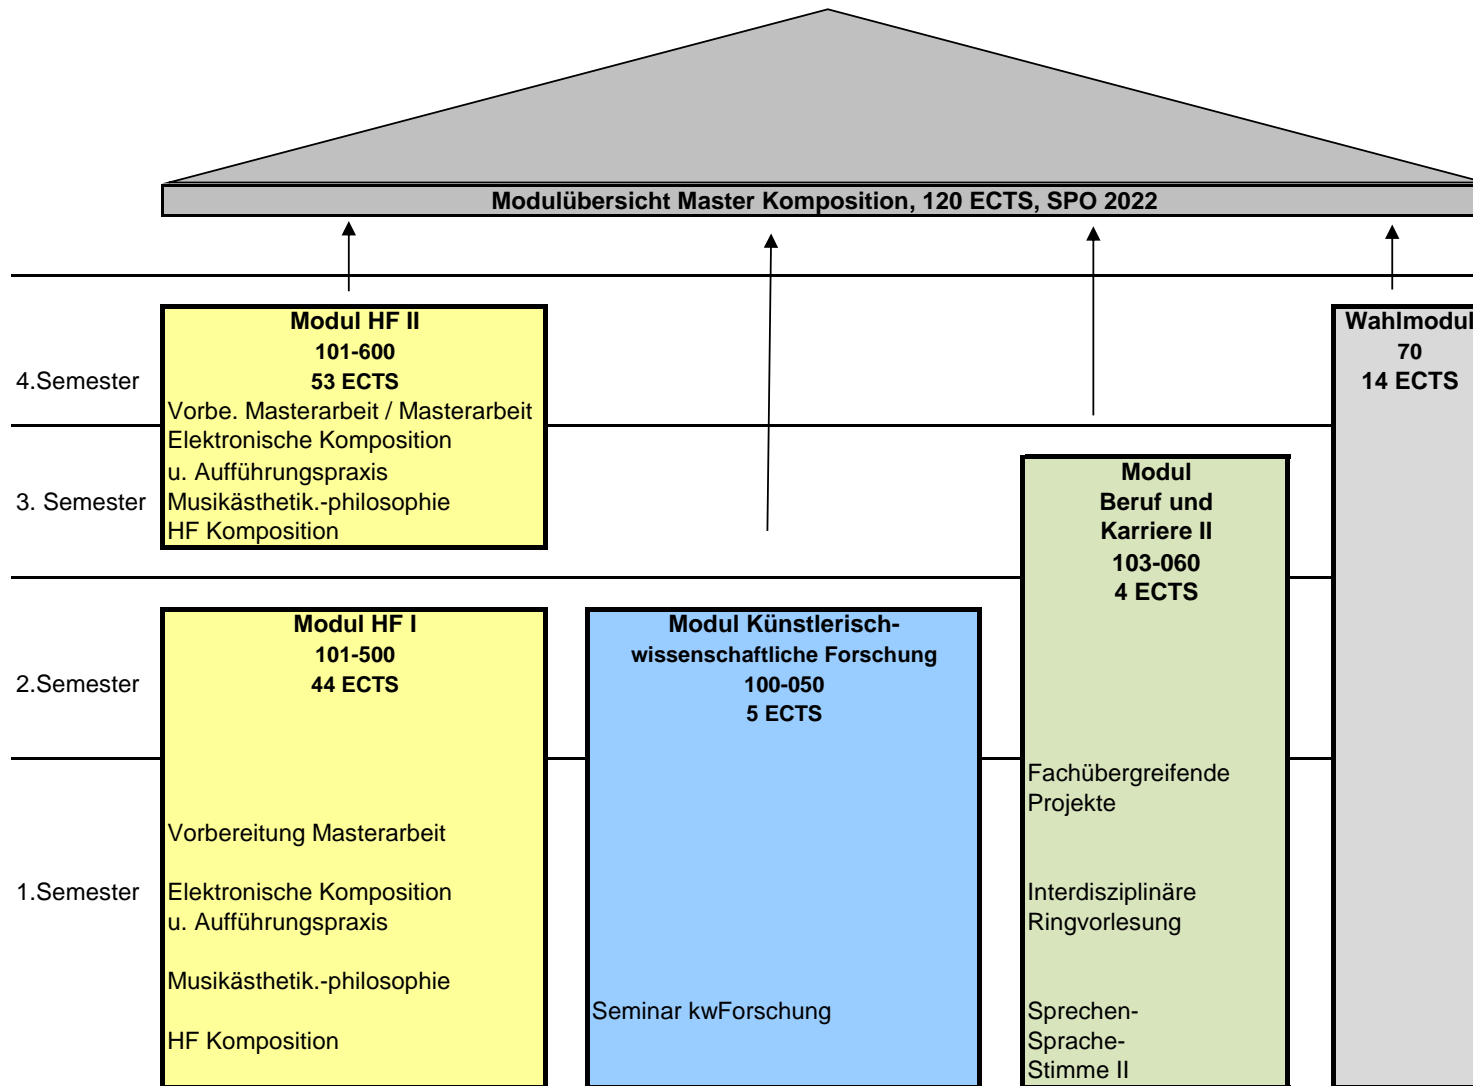 Modulübersicht Master Komposition, 120 ECTS, SPO 2022
4.Semester
3. Semester
2.Semester
1.Semester
Modul HF II
101-600
53 ECTS
Vorbe. Masterarbeit / Masterarbeit
Elektronische Komposition
u. Aufführungspraxis
Musikästhetik.-philosophie
HF Komposition
Modul HF I
101-500
44 ECTS
Vorbereitung Masterarbeit
Elektronische Komposition
u. Aufführungspraxis
Musikästhetik.-philosophie
HF Komposition
Modul Künstlerisch-
wissenschaftliche Forschung
100-050
5 ECTS
Seminar kwForschung
Modul
Beruf und
Karriere II
103-060
4 ECTS
Fachübergreifende
Projekte
Interdisziplinäre
Ringvorlesung
Sprechen-
Sprache-
Stimme II
Wahlmodul
70
14 ECTS